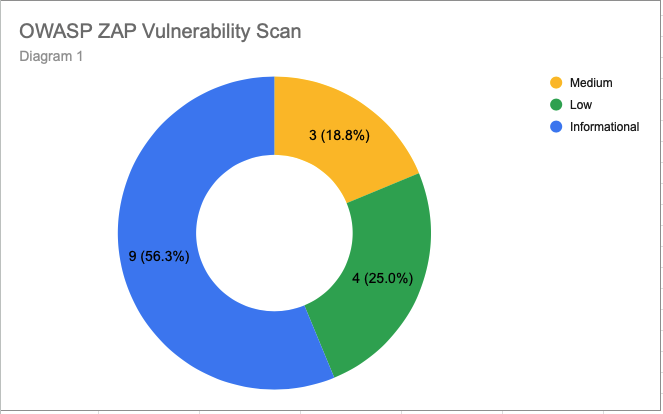 OWASP ZAP Vulnerability Scan
Diagram 1
Medium
Low
Informational
3 (18.8%)
4 (25.0%)
9 (56.3%)